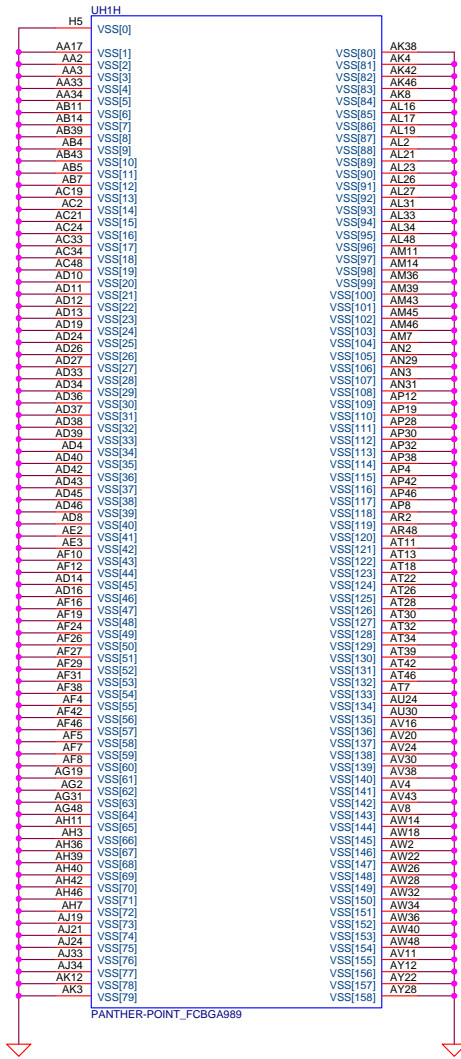 UH1H
H5 VSS[0]
AA17 VSS[1] VSS[80] AK38
AA2 VSS[2] VSS[81] AK4
AA3 VSS[3] VSS[82] AK42
AA33 VSS[4] VSS[83] AK46
AA34 VSS[5] VSS[84] AK8
AB11 VSS[6] VSS[85] AL16
AB14 VSS[7] VSS[86] AL17
AB39 VSS[8] VSS[87] AL19
AB4 VSS[9] VSS[88] AL2
AB43 VSS[10] VSS[89] AL21
AB5 VSS[11] VSS[90] AL23
AB7 VSS[12] VSS[91] AL26
AC19 VSS[13] VSS[92] AL27
AC2 VSS[14] VSS[93] AL31
AC21 VSS[15] VSS[94] AL33
AC24 VSS[16] VSS[95] AL34
AC33 VSS[17] VSS[96] AL48
AC34 VSS[18] VSS[97] AM11
AC48 VSS[19] VSS[98] AM14
AD10 VSS[20] VSS[99] AM36
AD11 VSS[21] VSS[100] AM39
AD12 VSS[22] VSS[101] AM43
AD13 VSS[23] VSS[102] AM45
AD19 VSS[24] VSS[103] AM46
AD24 VSS[25] VSS[104] AM7
AD26 VSS[26] VSS[105] AN2
AD27 VSS[27] VSS[106] AN29
AD33 VSS[28] VSS[107] AN3
AD34 VSS[29] VSS[108] AN31
AD36 VSS[30] VSS[109] AP12
AD37 VSS[31] VSS[110] AP19
AD38 VSS[32] VSS[111] AP28
AD39 VSS[33] VSS[112] AP30
AD4 VSS[34] VSS[113] AP32
AD40 VSS[35] VSS[114] AP38
AD42 VSS[36] VSS[115] AP4
AD43 VSS[37] VSS[116] AP42
AD45 VSS[38] VSS[117] AP46
AD46 VSS[39] VSS[118] AP8
AD8 VSS[40] VSS[119] AR2
AE2 VSS[41] VSS[120] AR48
AE3 VSS[42] VSS[121] AT11
AF10 VSS[43] VSS[122] AT13
AF12 VSS[44] VSS[123] AT18
AD14 VSS[45] VSS[124] AT22
AD16 VSS[46] VSS[125] AT26
AF16 VSS[47] VSS[126] AT28
AF19 VSS[48] VSS[127] AT30
AF24 VSS[49] VSS[128] AT32
AF26 VSS[50] VSS[129] AT34
AF27 VSS[51] VSS[130] AT39
AF29 VSS[52] VSS[131] AT42
AF31 VSS[53] VSS[132] AT46
AF38 VSS[54] VSS[133] AT7
AF4 VSS[55] VSS[134] AU24
AF42 VSS[56] VSS[135] AU30
AF46 VSS[57] VSS[136] AV16
AF5 VSS[58] VSS[137] AV20
AF7 VSS[59] VSS[138] AV24
AF8 VSS[60] VSS[139] AV30
AG19 VSS[61] VSS[140] AV38
AG2 VSS[62] VSS[141] AV4
AG31 VSS[63] VSS[142] AV43
AG48 VSS[64] VSS[143] AV8
AH11 VSS[65] VSS[144] AW14
AH3 VSS[66] VSS[145] AW18
AH36 VSS[67] VSS[146] AW2
AH39 VSS[68] VSS[147] AW22
AH40 VSS[69] VSS[148] AW26
AH42 VSS[70] VSS[149] AW28
AH46 VSS[71] VSS[150] AW32
AH7 VSS[72] VSS[151] AW34
AJ19 VSS[73] VSS[152] AW36
AJ21 VSS[74] VSS[153] AW40
AJ24 VSS[75] VSS[154] AW48
AJ33 VSS[76] VSS[155] AV11
AJ34 VSS[77] VSS[156] AY12
AK12 VSS[78] VSS[157] AY22
AK3 VSS[79] VSS[158] AY28
PANTHER-POINT_FCBGA989